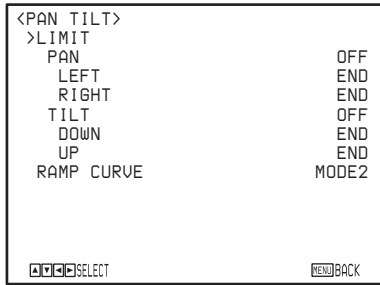 <PAN TILT>
>LIMIT
PAN OFF
LEFT END
RIGHT END
TILT OFF
DOWN END
UP END
RAMP CURVE MODE2
▲▼◄►SELECT MENU BACK